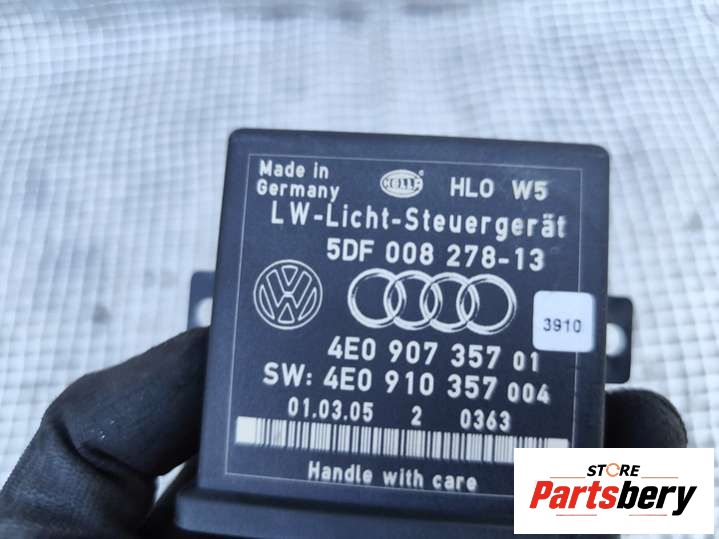 Made in
Germany
HELLA
HLO W5
LW-Licht-Steuergerät
5DF 008 278-13
3910
4E0 907 357 01
SW: 4E0 910 357 004
01.03.05 2 0363
Handle with care
STORE
Partsbery